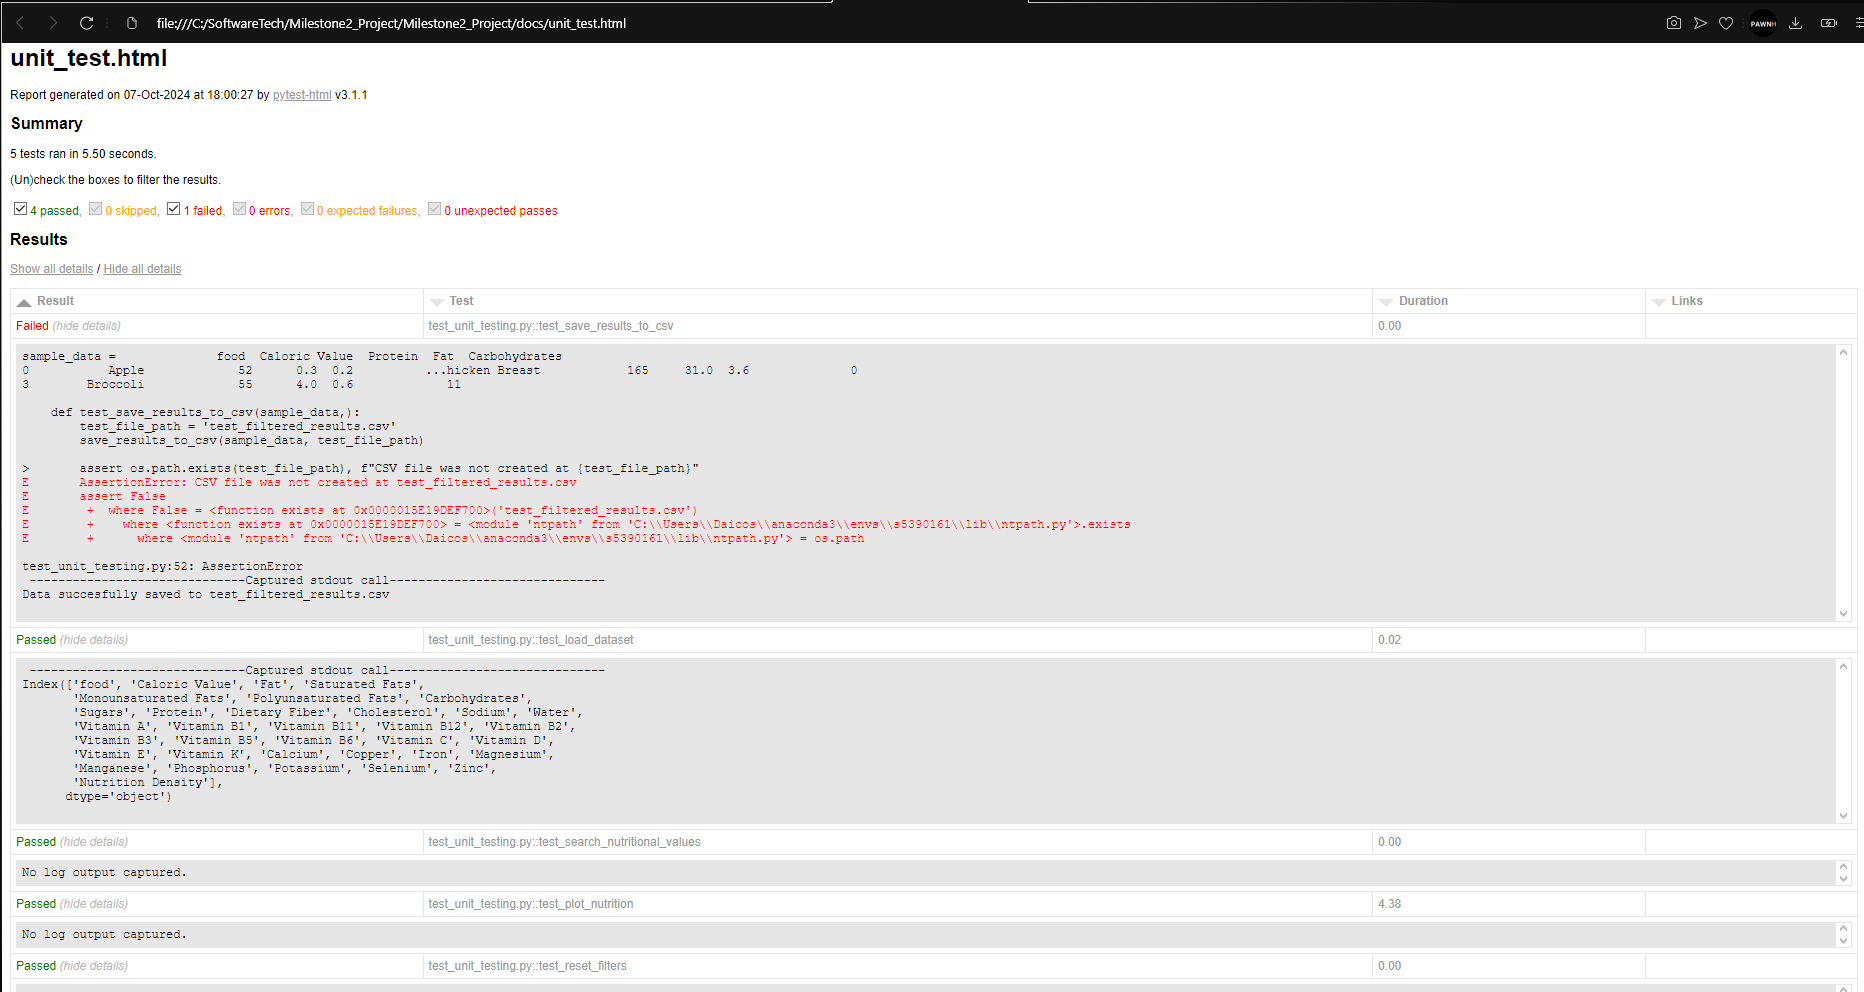 file:///C:/SoftwareTech/Milestone2_Project/Milestone2_Project/docs/unit_test.html
PAWNH
unit_test.html
Report generated on 07-Oct-2024 at 18:00:27 by pytest-html v3.1.1
Summary
5 tests ran in 5.50 seconds.
(Un)check the boxes to filter the results.
4 passed, 0 skipped, 1 failed, 0 errors, 0 expected failures, 0 unexpected passes
Results
Show all details / Hide all details
Result Test Duration Links
Failed (hide details) test_unit_testing.py::test_save_results_to_csv 0.00
sample_data =              food  Caloric Value  Protein  Fat  Carbohydrates
0           Apple             52      0.3  0.2          ...hicken Breast            165     31.0  3.6               0
3        Broccoli             55      4.0  0.6             11
def test_save_results_to_csv(sample_data,):
test_file_path = 'test_filtered_results.csv'
save_results_to_csv(sample_data, test_file_path)
>       assert os.path.exists(test_file_path), f"CSV file was not created at {test_file_path}"
E       AssertionError: CSV file was not created at test_filtered_results.csv
E       assert False
E        +  where False = <function exists at 0x0000015E19DEF700>('test_filtered_results.csv')
E        +    where <function exists at 0x0000015E19DEF700> = <module 'ntpath' from 'C:\\Users\\Daicos\\anaconda3\\envs\\s5390161\\lib\\ntpath.py'>.exists
E        +      where <module 'ntpath' from 'C:\\Users\\Daicos\\anaconda3\\envs\\s5390161\\lib\\ntpath.py'> = os.path
test_unit_testing.py:52: AssertionError
------------------------------Captured stdout call------------------------------
Data succesfully saved to test_filtered_results.csv
Passed (hide details) test_unit_testing.py::test_load_dataset 0.02
------------------------------Captured stdout call------------------------------
Index(['food', 'Caloric Value', 'Fat', 'Saturated Fats',
'Monounsaturated Fats', 'Polyunsaturated Fats', 'Carbohydrates',
'Sugars', 'Protein', 'Dietary Fiber', 'Cholesterol', 'Sodium', 'Water',
'Vitamin A', 'Vitamin B1', 'Vitamin B11', 'Vitamin B12', 'Vitamin B2',
'Vitamin B3', 'Vitamin B5', 'Vitamin B6', 'Vitamin C', 'Vitamin D',
'Vitamin E', 'Vitamin K', 'Calcium', 'Copper', 'Iron', 'Magnesium',
'Manganese', 'Phosphorus', 'Potassium', 'Selenium', 'Zinc',
'Nutrition Density'],
dtype='object')
Passed (hide details) test_unit_testing.py::test_search_nutritional_values 0.00
No log output captured.
Passed (hide details) test_unit_testing.py::test_plot_nutrition 4.38
No log output captured.
Passed (hide details) test_unit_testing.py::test_reset_filters 0.00